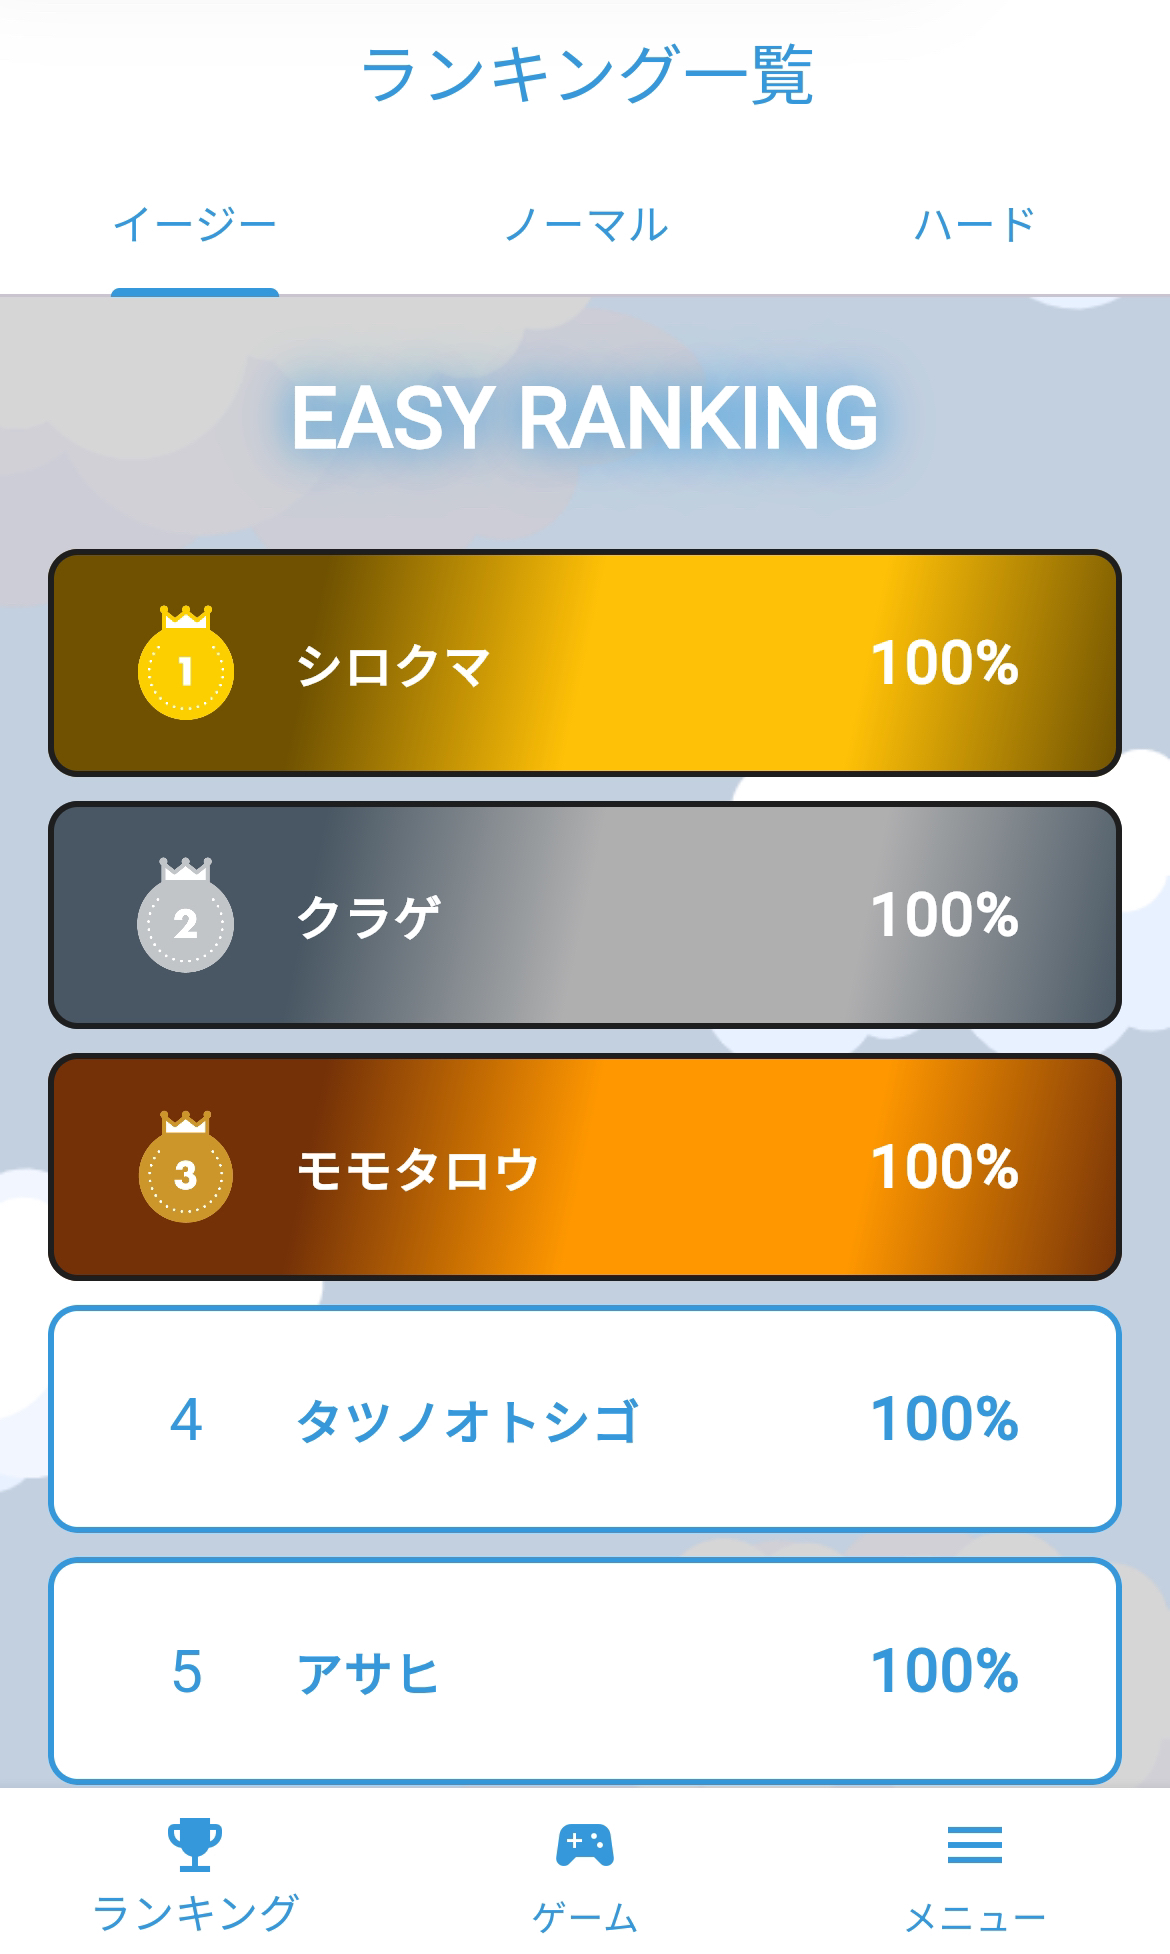 ランキング一覧
イージー ノーマル ハード
EASY RANKING
1 シロクマ 100%
2 クラゲ 100%
3 モモタロウ 100%
4 タツノオトシゴ 100%
5 アサヒ 100%
ランキング ゲーム メニュー